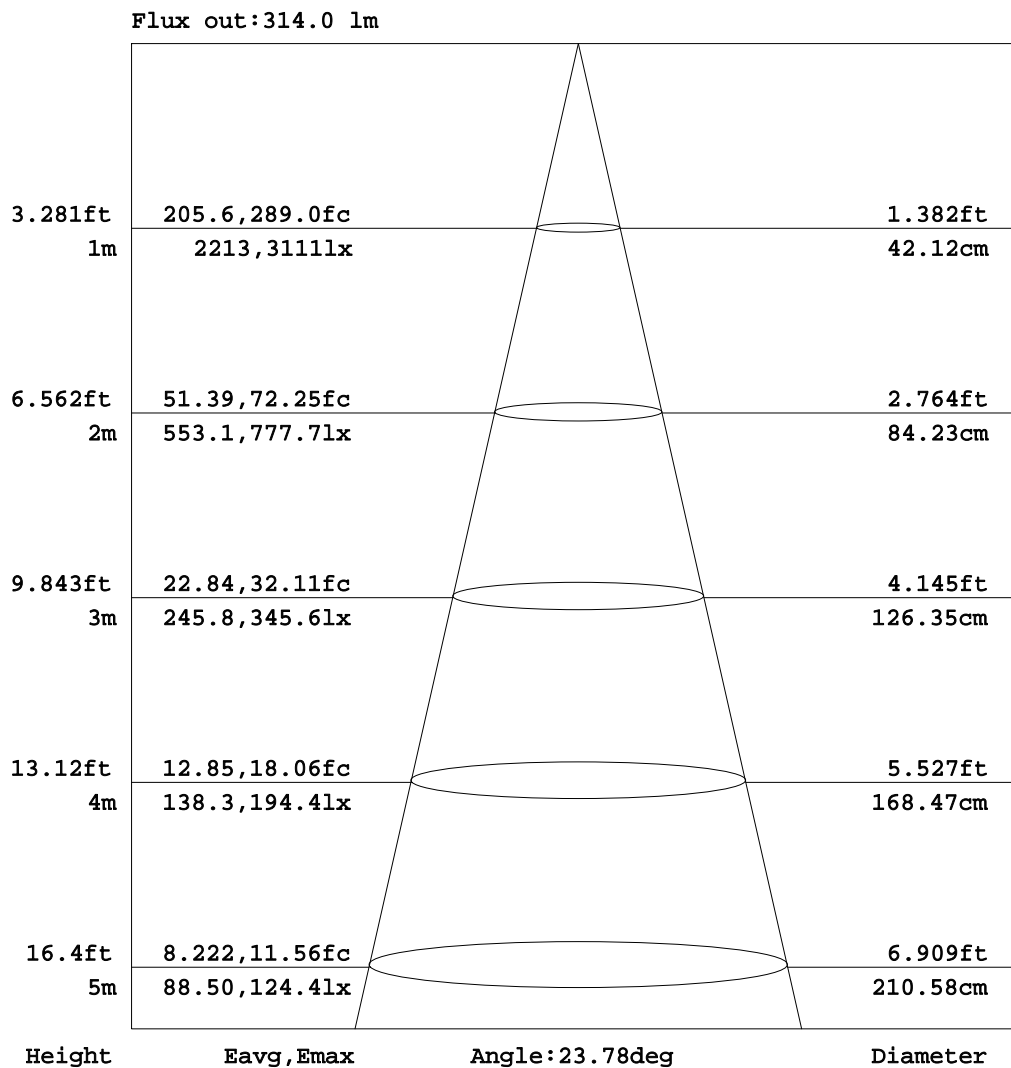 Flux out:314.0 lm
3.281ft 205.6,289.0fc 1.382ft
1m 2213,3111lx 42.12cm
6.562ft 51.39,72.25fc 2.764ft
2m 553.1,777.7lx 84.23cm
9.843ft 22.84,32.11fc 4.145ft
3m 245.8,345.6lx 126.35cm
13.12ft 12.85,18.06fc 5.527ft
4m 138.3,194.4lx 168.47cm
16.4ft 8.222,11.56fc 6.909ft
5m 88.50,124.4lx 210.58cm
Height Eavg,Emax Angle:23.78deg Diameter